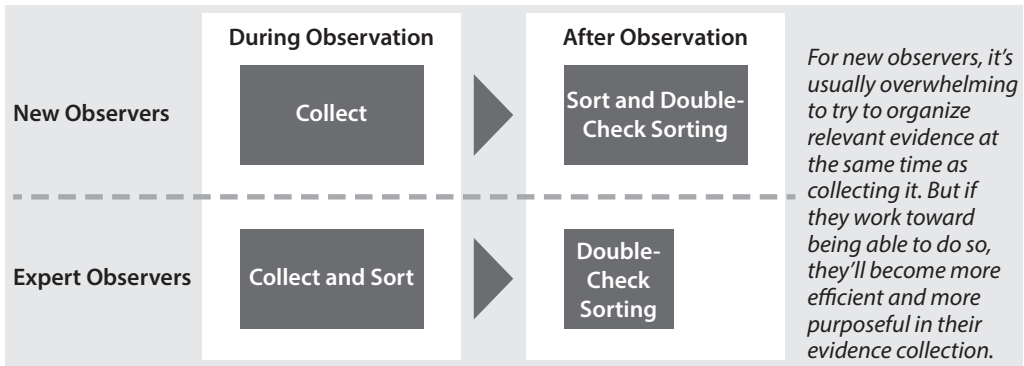 During Observation
After Observation
New Observers
Collect
Sort and Double-
Check Sorting
Expert Observers
Collect and Sort
Double-
Check
Sorting
For new observers, it's
usually overwhelming
to try to organize
relevant evidence at
the same time as
collecting it. But if
they work toward
being able to do so,
they'll become more
efficient and more
purposeful in their
evidence collection.